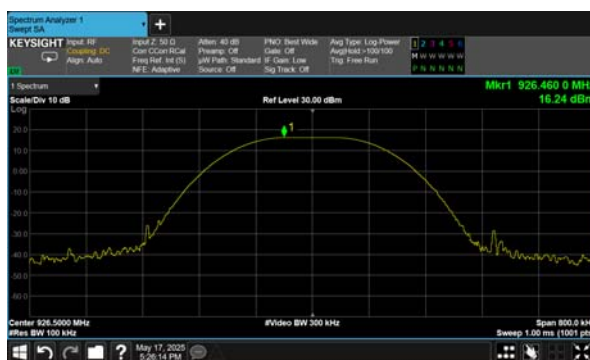 Spectrum Analyzer 1
Swept SA
+
KEYSIGHT
Input: RF
Coupling: DC
Align: Auto
Input Z: 50 Ω
Corr CCorr RCal
Freq Ref: Int (S)
NFE: Adaptive
Atten: 40 dB
Preamp: Off
µW Path: Standard
Source: Off
PNO: Best Wide
Gate: Off
IF Gain: Low
Sig Track: Off
Avg Type: Log-Power
Avg|Hold:>100/100
Trig: Free Run
1 2 3 4 5 6
M W W W W W
P N N N N N
1 Spectrum
Scale/Div 10 dB
Ref Level 30.00 dBm
Mkr1 926.460 0 MHz
16.24 dBm
Log
1
20.0
10.0
0.00
-10.0
-20.0
-30.0
-40.0
-50.0
-60.0
Center 926.5000 MHz
#Video BW 300 kHz
Span 800.0 kHz
#Res BW 100 kHz
Sweep 1.00 ms (1001 pts)
?
May 17, 2025
5:26:14 PM